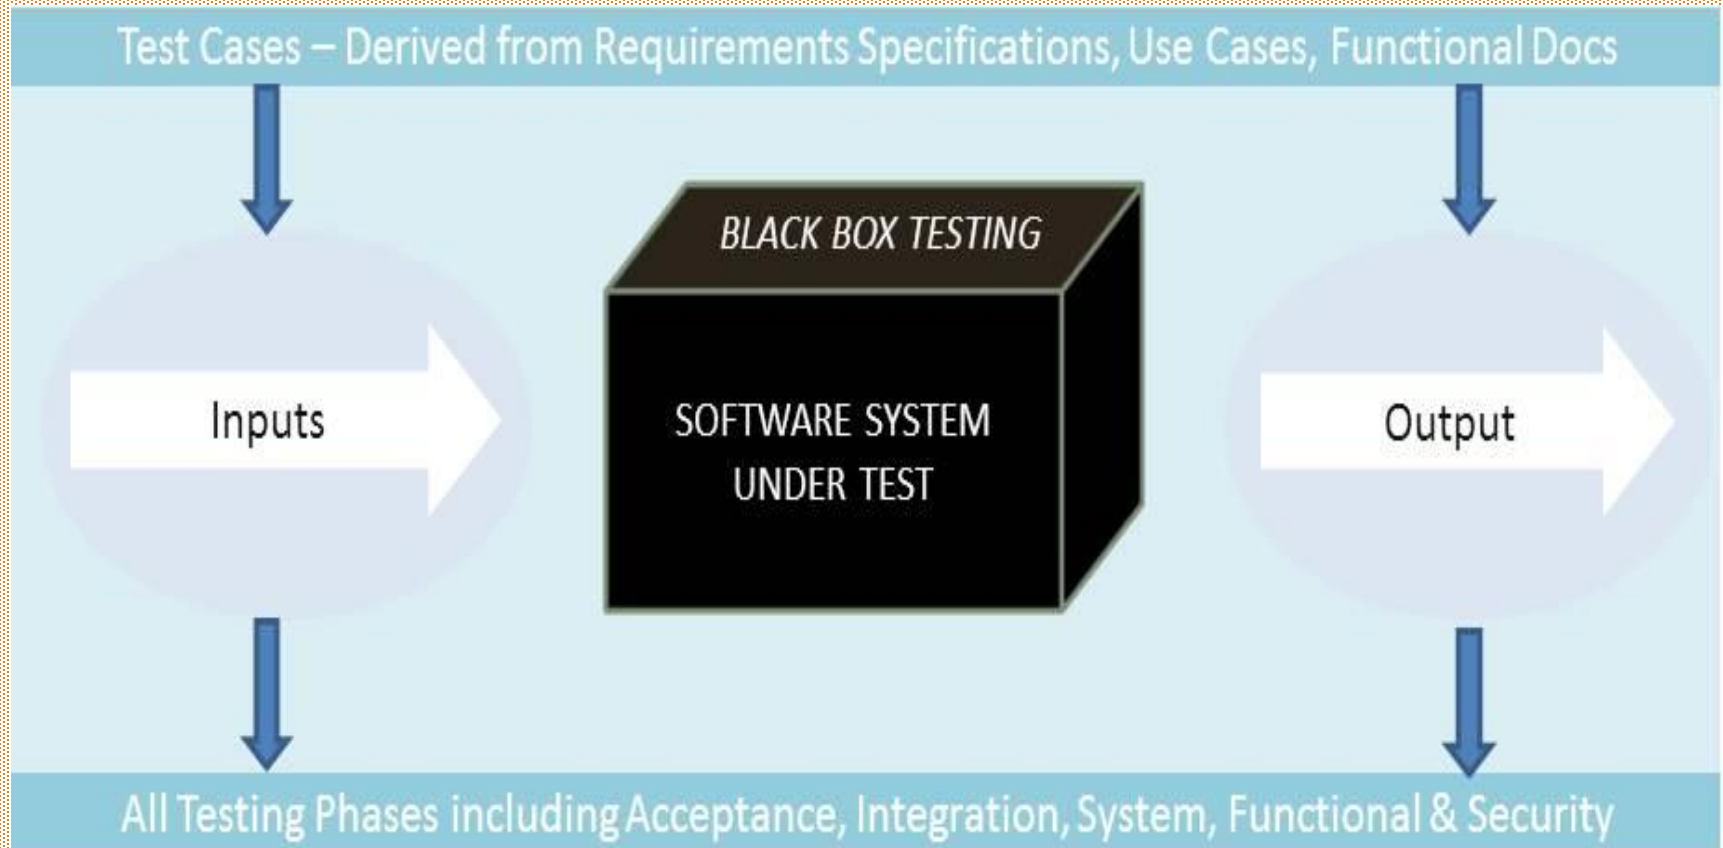 Test Cases – Derived from Requirements Specifications, Use Cases, Functional Docs
BLACK BOX TESTING
Inputs
SOFTWARE SYSTEM
UNDER TEST
Output
All Testing Phases including Acceptance, Integration, System, Functional & Security